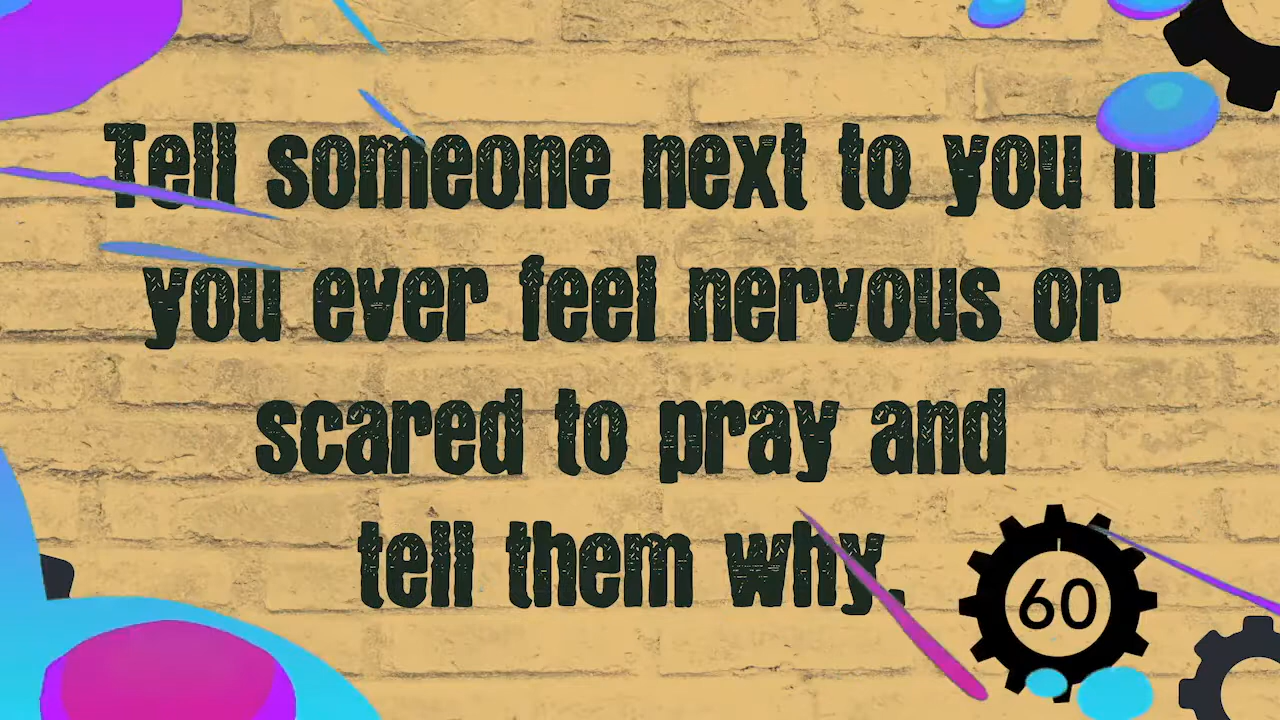 Tell someone next to you if
you ever feel nervous or
scared to pray and
tell them why.
60